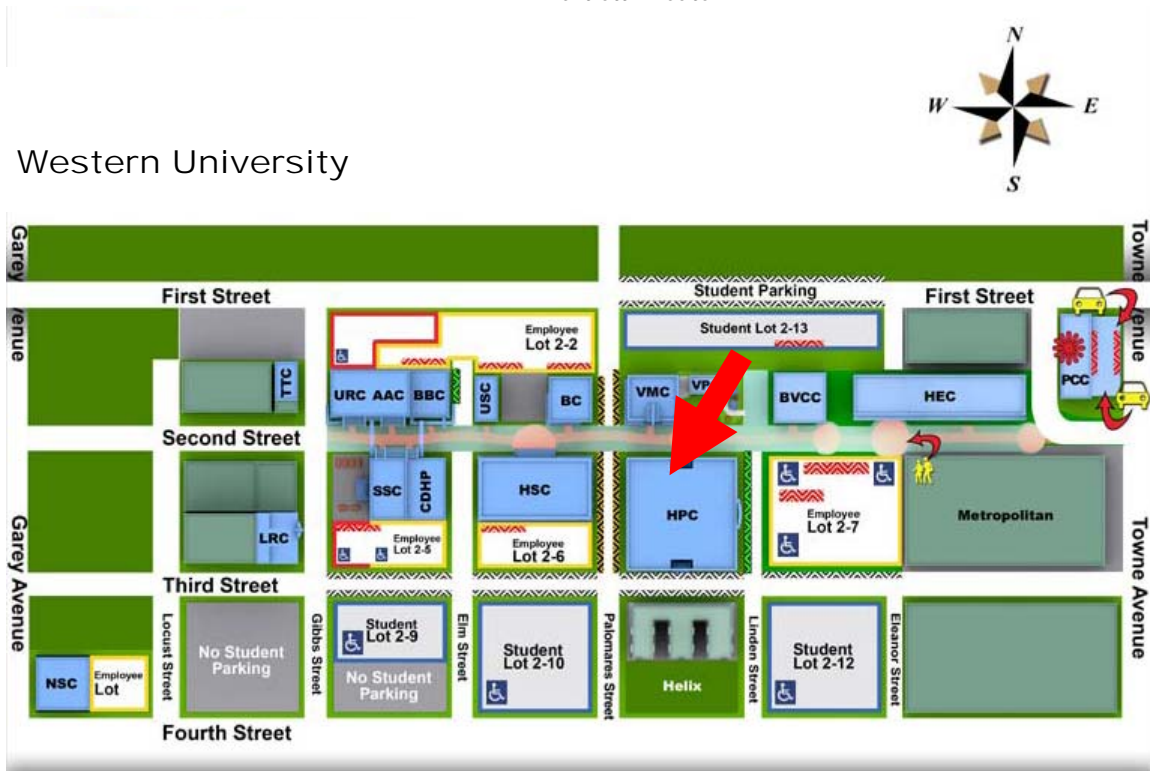 N
W
E
S
Western University
Garey
Towne
First Street
Student Parking
First Street
venue
venue
Employee
Lot 2-2
Student Lot 2-13
TTC
URC
AAC
BBC
USC
BC
VMC
BVCC
HEC
PCC
Second Street
SSC
CDHP
HSC
HPC
Employee
Lot 2-7
Metropolitan
LRC
Employee
Lot 2-5
Employee
Lot 2-6
Garey Avenue
Towne Avenue
Third Street
Locust Street
No Student
Parking
Gibbs Street
Student
Lot 2-9
No Student
Parking
Elm Street
Student
Lot 2-10
Palomares Street
Helix
Linden Street
Student
Lot 2-12
Eleanor Street
NSC
Employee
Lot
Fourth Street